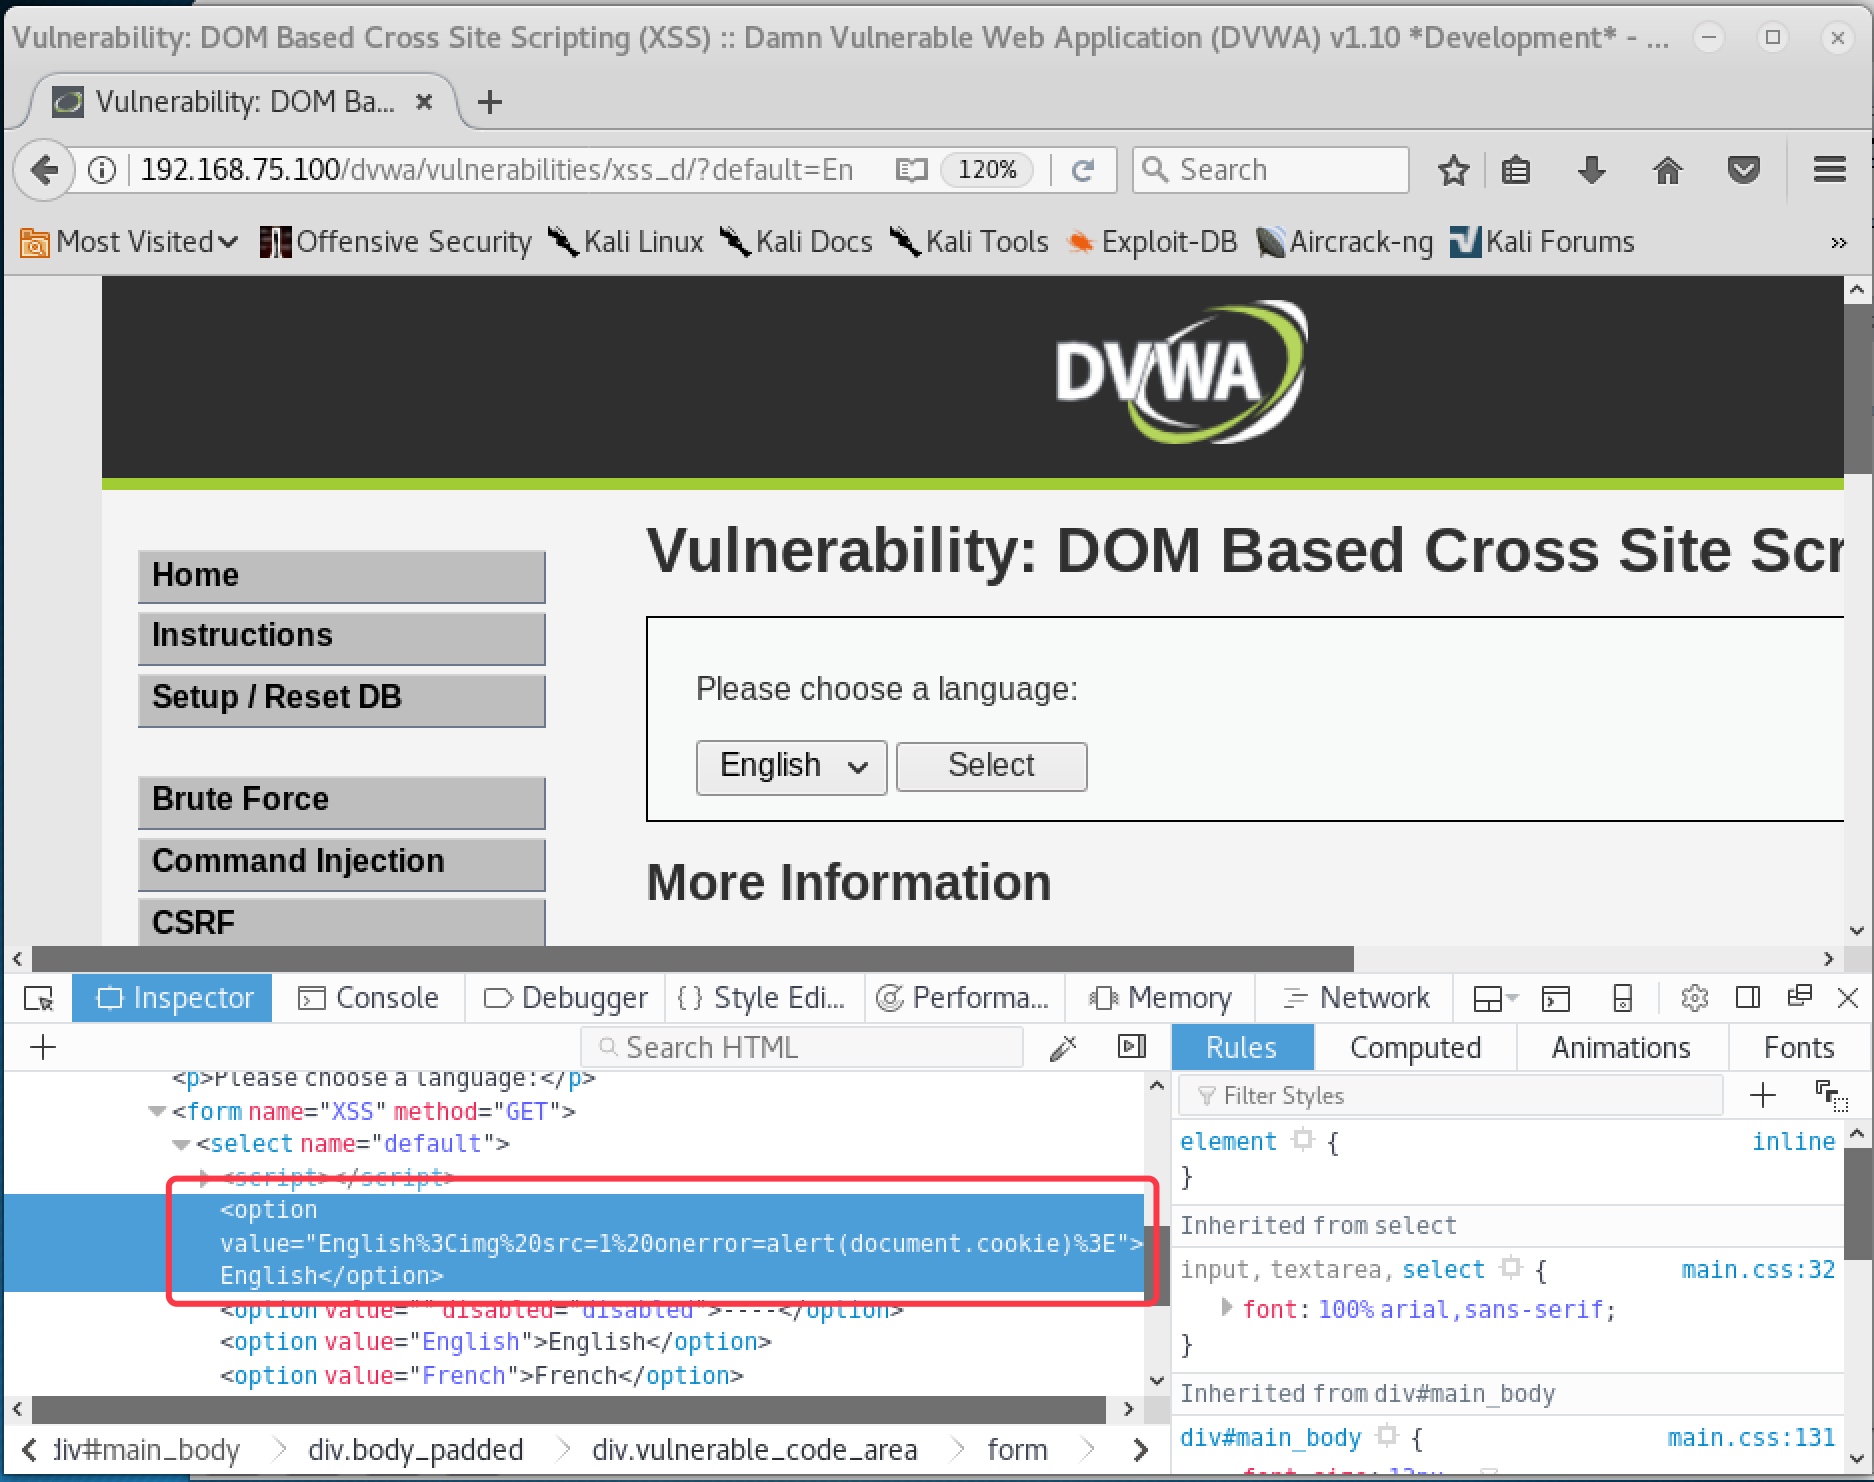 Vulnerability: DOM Based Cross Site Scripting (XSS) :: Damn Vulnerable Web Application (DVWA) v1.10 *Development* - ...
Vulnerability: DOM Ba...
192.168.75.100/dvwa/vulnerabilities/xss_d/?default=En 120% Search
Most Visited Offensive Security Kali Linux Kali Docs Kali Tools Exploit-DB Aircrack-ng Kali Forums »
DVWA
Vulnerability: DOM Based Cross Site Scr
Home
Instructions
Setup / Reset DB
Brute Force
Command Injection
CSRF
Please choose a language:
English Select
More Information
Inspector Console Debugger { } Style Edi... Performa... Memory Network
Search HTML
<p>Please choose a language:</p>
<form name="XSS" method="GET">
<select name="default">
<script></script>
<option
value="English%3Cimg%20src=1%20onerror=alert(document.cookie)%3E">
English</option>
<option value="" disabled="disabled">----</option>
<option value="English">English</option>
<option value="French">French</option>
div#main_body div.body_padded div.vulnerable_code_area form
Rules Computed Animations Fonts
Filter Styles
element { inline
}
Inherited from select
input, textarea, select { main.css:32
font: 100% arial,sans-serif;
}
Inherited from div#main_body
div#main_body { main.css:131